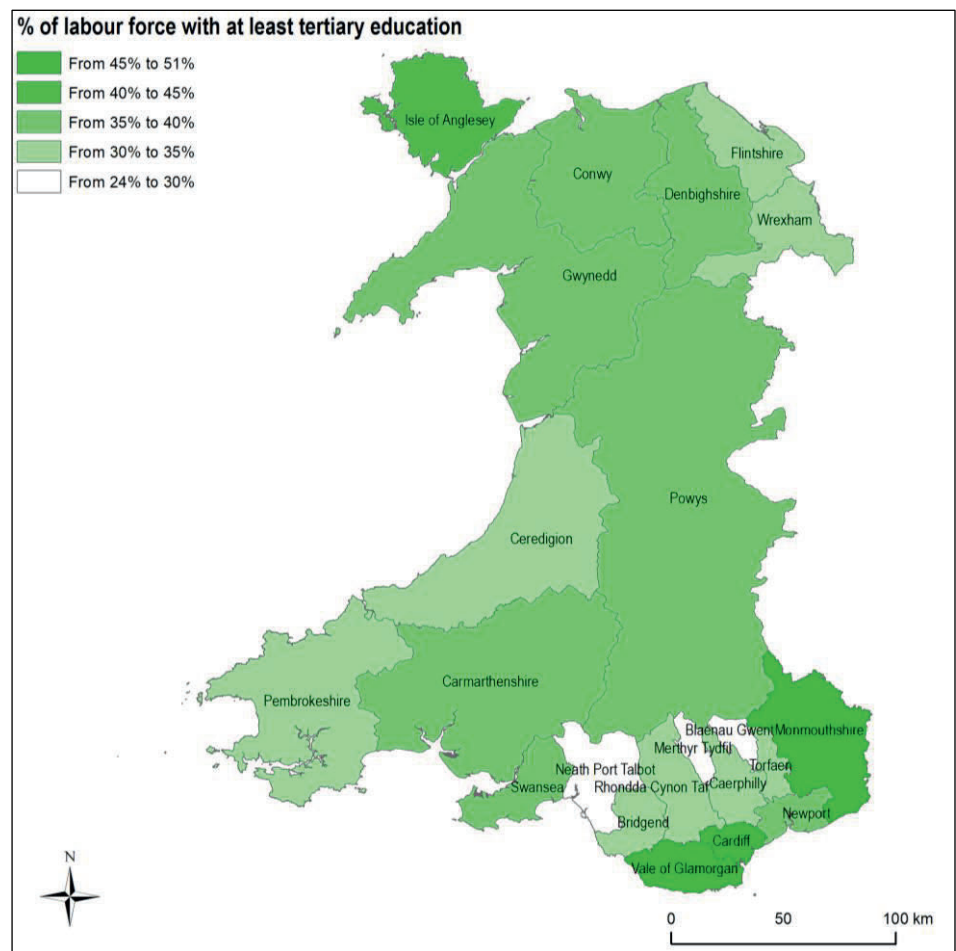 % of labour force with at least tertiary education
From 45% to 51%
From 40% to 45%
From 35% to 40%
From 30% to 35%
From 24% to 30%
Isle of Anglesey
Flintshire
Conwy
Denbighshire
Wrexham
Gwynedd
Powys
Ceredigion
Carmarthenshire
Pembrokeshire
Blaenau Gwent
Monmouthshire
Merthyr Tydfil
Torfaen
Neath Port Talbot
Swansea
Rhondda Cynon Taf
Caerphilly
Newport
Bridgend
Cardiff
Vale of Glamorgan
N
0 50 100 km